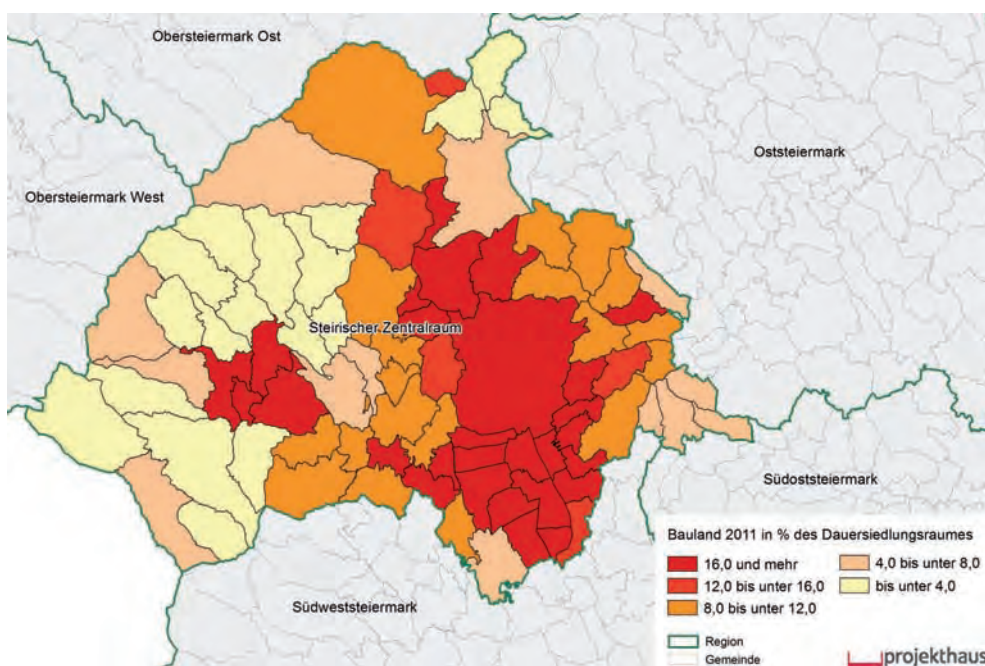 Obersteiermark Ost
Oststeiermark
Obersteiermark West
Steirischer Zentralraum
Südoststeiermark
Südweststeiermark
Bauland 2011 in % des Dauersiedlungsraumes
16,0 und mehr
12,0 bis unter 16,0
8,0 bis unter 12,0
4,0 bis unter 8,0
bis unter 4,0
Region
Gemeinde
projekthaus